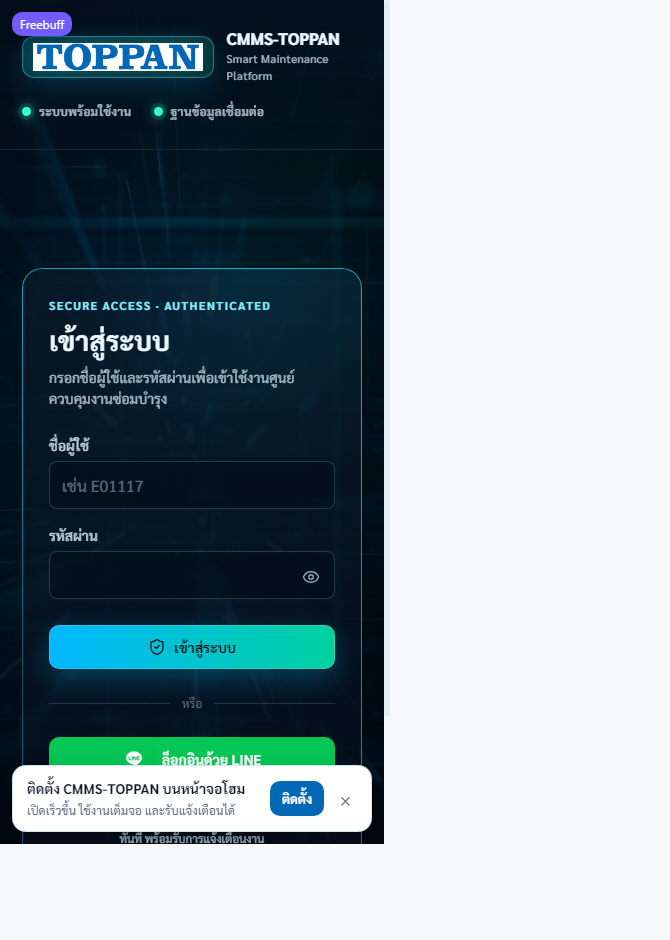 Freebuff
TOPPAN
CMMS-TOPPAN
Smart Maintenance
Platform
ระบบพร้อมใช้งาน
ฐานข้อมูลเชื่อมต่อ
SECURE ACCESS · AUTHENTICATED
เข้าสู่ระบบ
กรอกชื่อผู้ใช้และรหัสผ่านเพื่อเข้าใช้งานศูนย์
ควบคุมงานซ่อมบำรุง
ชื่อผู้ใช้
เช่น E01117
รหัสผ่าน
เข้าสู่ระบบ
หรือ
LINE
ล็อกอินด้วย LINE
ติดตั้ง CMMS-TOPPAN บนหน้าจอโฮม
เปิดเร็วขึ้น ใช้งานเต็มจอ และรับแจ้งเตือนได้
ติดตั้ง
ทันที พร้อมรับการแจ้งเตือนงาน